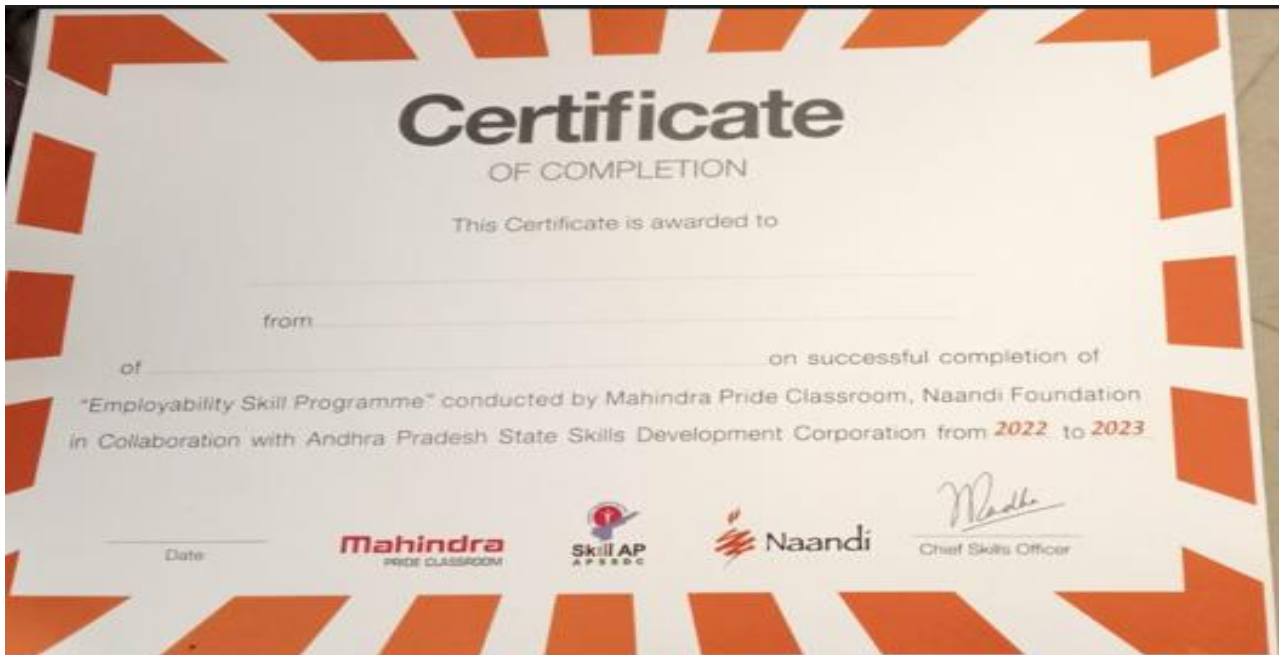 Certificate
OF COMPLETION
This Certificate is awarded to
from
of on successful completion of
"Employability Skill Programme" conducted by Mahindra Pride Classroom, Naandi Foundation
in Collaboration with Andhra Pradesh State Skills Development Corporation from 2022 to 2023
Madhu
Date
Mahindra
PRIDE CLASSROOM
Skill AP
APSSDC
Naandi
Chief Skills Officer